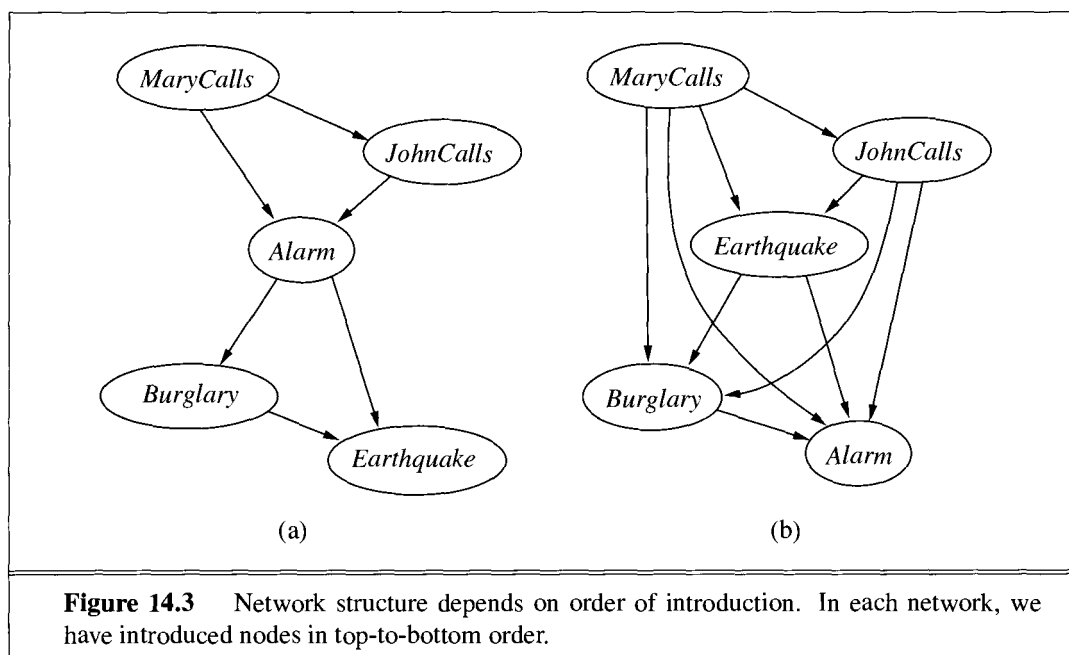 MaryCalls
JohnCalls
Alarm
Burglary
Earthquake
(a)
MaryCalls
JohnCalls
Earthquake
Burglary
Alarm
(b)
Figure 14.3 Network structure depends on order of introduction. In each network, we
have introduced nodes in top-to-bottom order.